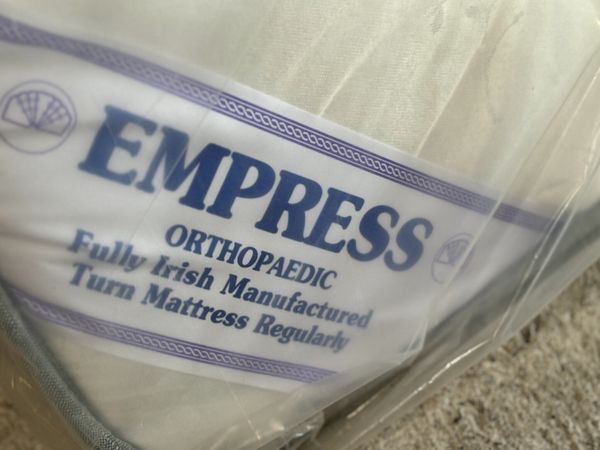 EMPRESS
ORTHOPAEDIC
Fully Irish Manufactured
Turn Mattress Regularly